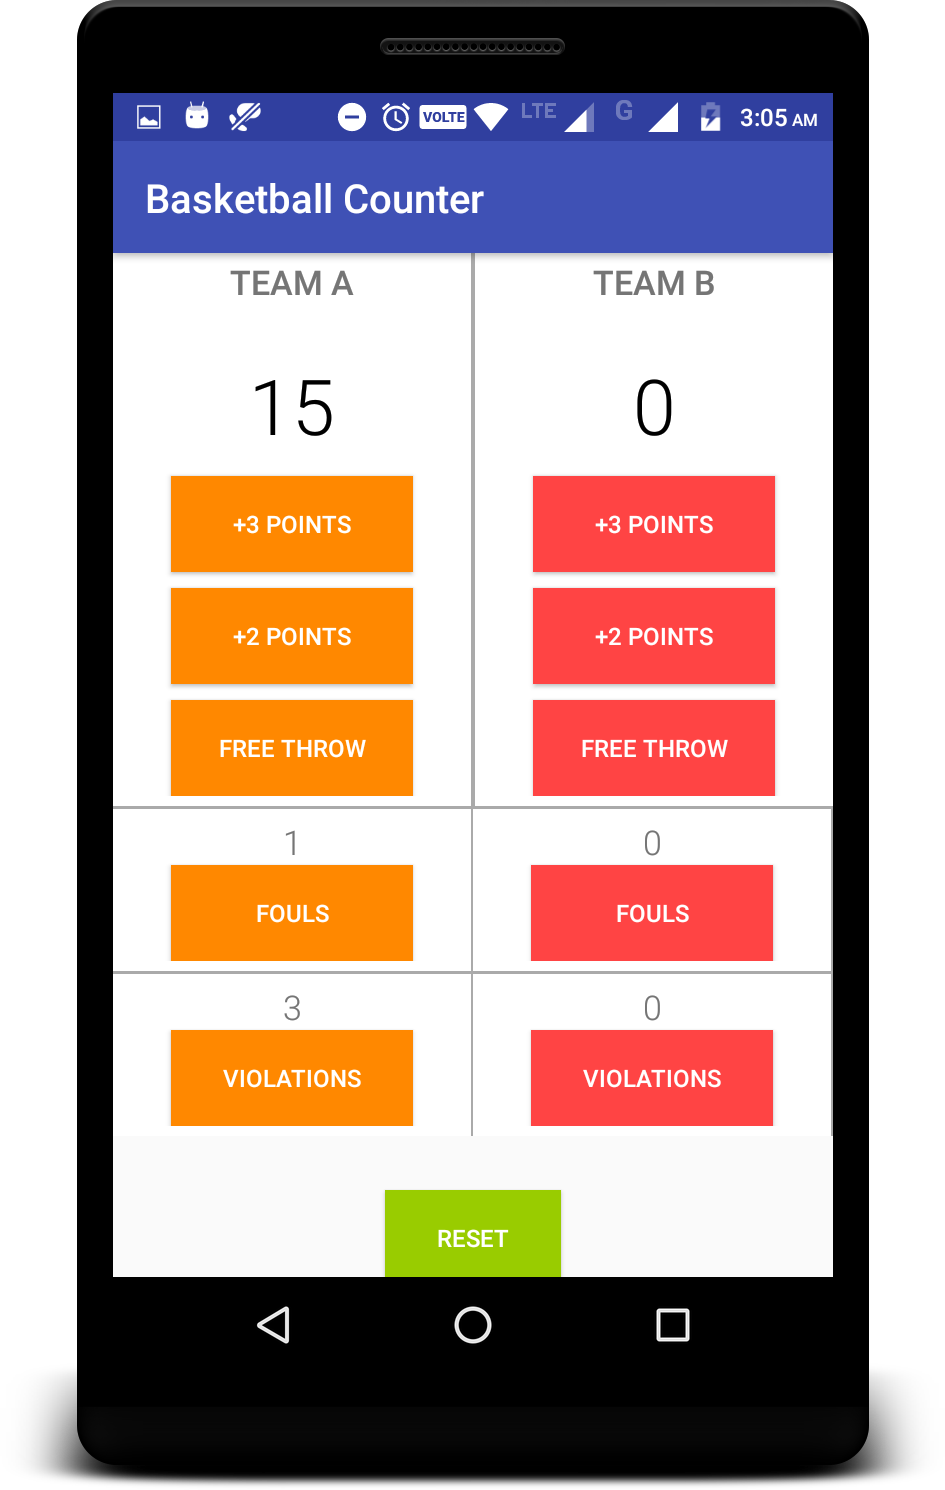 VOLTE LTE G 3:05 AM
Basketball Counter
TEAM A TEAM B
15 0
+3 POINTS +3 POINTS
+2 POINTS +2 POINTS
FREE THROW FREE THROW
1 0
FOULS FOULS
3 0
VIOLATIONS VIOLATIONS
RESET